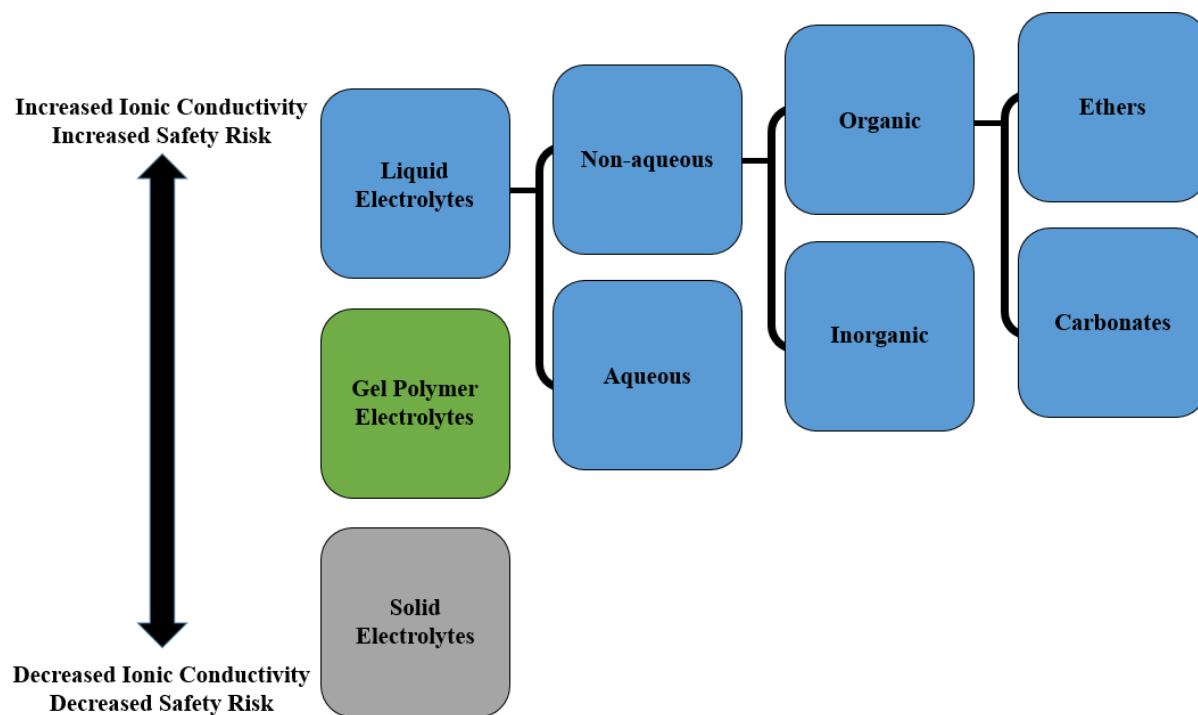 Increased Ionic Conductivity
Increased Safety Risk
Liquid
Electrolytes
Non-aqueous
Organic
Ethers
Aqueous
Inorganic
Carbonates
Gel Polymer
Electrolytes
Solid
Electrolytes
Decreased Ionic Conductivity
Decreased Safety Risk